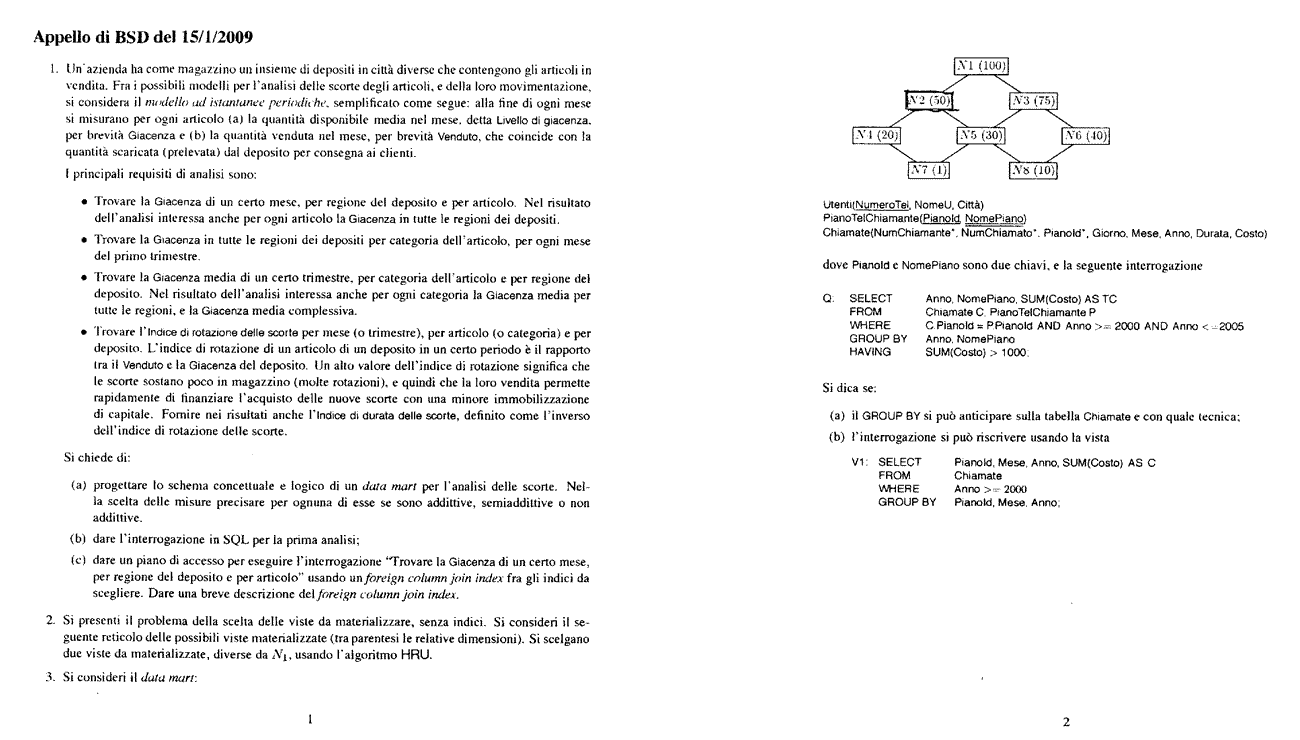 Appello di BSD del 15/1/2009
1. Un'azienda ha come magazzino un insieme di depositi in città diverse che contengono gli articoli in
vendita. Fra i possibili modelli per l'analisi delle scorte degli articoli, e della loro movimentazione,
si considera il modello ad istantanee periodiche, semplificato come segue: alla fine di ogni mese
si misurano per ogni articolo (a) la quantità disponibile media nel mese, detta Livello di giacenza,
per brevità Giacenza e (b) la quantità venduta nel mese, per brevità Venduto, che coincide con la
quantità scaricata (prelevata) dal deposito per consegna ai clienti.
I principali requisiti di analisi sono:
• Trovare la Giacenza di un certo mese, per regione del deposito e per articolo. Nel risultato
dell'analisi interessa anche per ogni articolo la Giacenza in tutte le regioni dei depositi.
• Trovare la Giacenza in tutte le regioni dei depositi per categoria dell'articolo, per ogni mese
del primo trimestre.
• Trovare la Giacenza media di un certo trimestre, per categoria dell'articolo e per regione del
deposito. Nel risultato dell'analisi interessa anche per ogni categoria la Giacenza media per
tutte le regioni, e la Giacenza media complessiva.
• Trovare l'Indice di rotazione delle scorte per mese (o trimestre), per articolo (o categoria) e per
deposito. L'indice di rotazione di un articolo di un deposito in un certo periodo è il rapporto
tra il Venduto e la Giacenza del deposito. Un alto valore dell'indice di rotazione significa che
le scorte sostano poco in magazzino (molte rotazioni), e quindi che la loro vendita permette
rapidamente di finanziare l'acquisto delle nuove scorte con una minore immobilizzazione
di capitale. Fornire nei risultati anche l'Indice di durata delle scorte, definito come l'inverso
dell'indice di rotazione delle scorte.
Si chiede di:
(a) progettare lo schema concettuale e logico di un data mart per l'analisi delle scorte. Nel-
la scelta delle misure precisare per ognuna di esse se sono addittive, semiaddittive o non
addittive.
(b) dare l'interrogazione in SQL per la prima analisi;
(c) dare un piano di accesso per eseguire l'interrogazione "Trovare la Giacenza di un certo mese,
per regione del deposito e per articolo" usando un foreign column join index fra gli indici da
scegliere. Dare una breve descrizione del foreign column join index.
2. Si presenti il problema della scelta delle viste da materializzare, senza indici. Si consideri il se-
guente reticolo delle possibili viste materializzate (tra parentesi le relative dimensioni). Si scelgano
due viste da materializzate, diverse da N1, usando l'algoritmo HRU.
3. Si consideri il data mart:
1
N1 (100)
N2 (50) N3 (75)
N4 (20) N5 (30) N6 (40)
N7 (1) N8 (10)
Utenti(NumeroTel, NomeU, Città)
PianoTelChiamante(PianoId, NomePiano)
Chiamate(NumChiamante*, NumChiamato*, PianoId*, Giorno, Mese, Anno, Durata, Costo)
dove PianoId e NomePiano sono due chiavi, e la seguente interrogazione
Q: SELECT Anno, NomePiano, SUM(Costo) AS TC
FROM Chiamate C, PianoTelChiamante P
WHERE C.PianoId = P.PianoId AND Anno >= 2000 AND Anno <=2005
GROUP BY Anno, NomePiano
HAVING SUM(Costo) > 1000;
Si dica se:
(a) il GROUP BY si può anticipare sulla tabella Chiamate e con quale tecnica;
(b) l'interrogazione si può riscrivere usando la vista
V1: SELECT PianoId, Mese, Anno, SUM(Costo) AS C
FROM Chiamate
WHERE Anno >= 2000
GROUP BY PianoId, Mese, Anno;
2